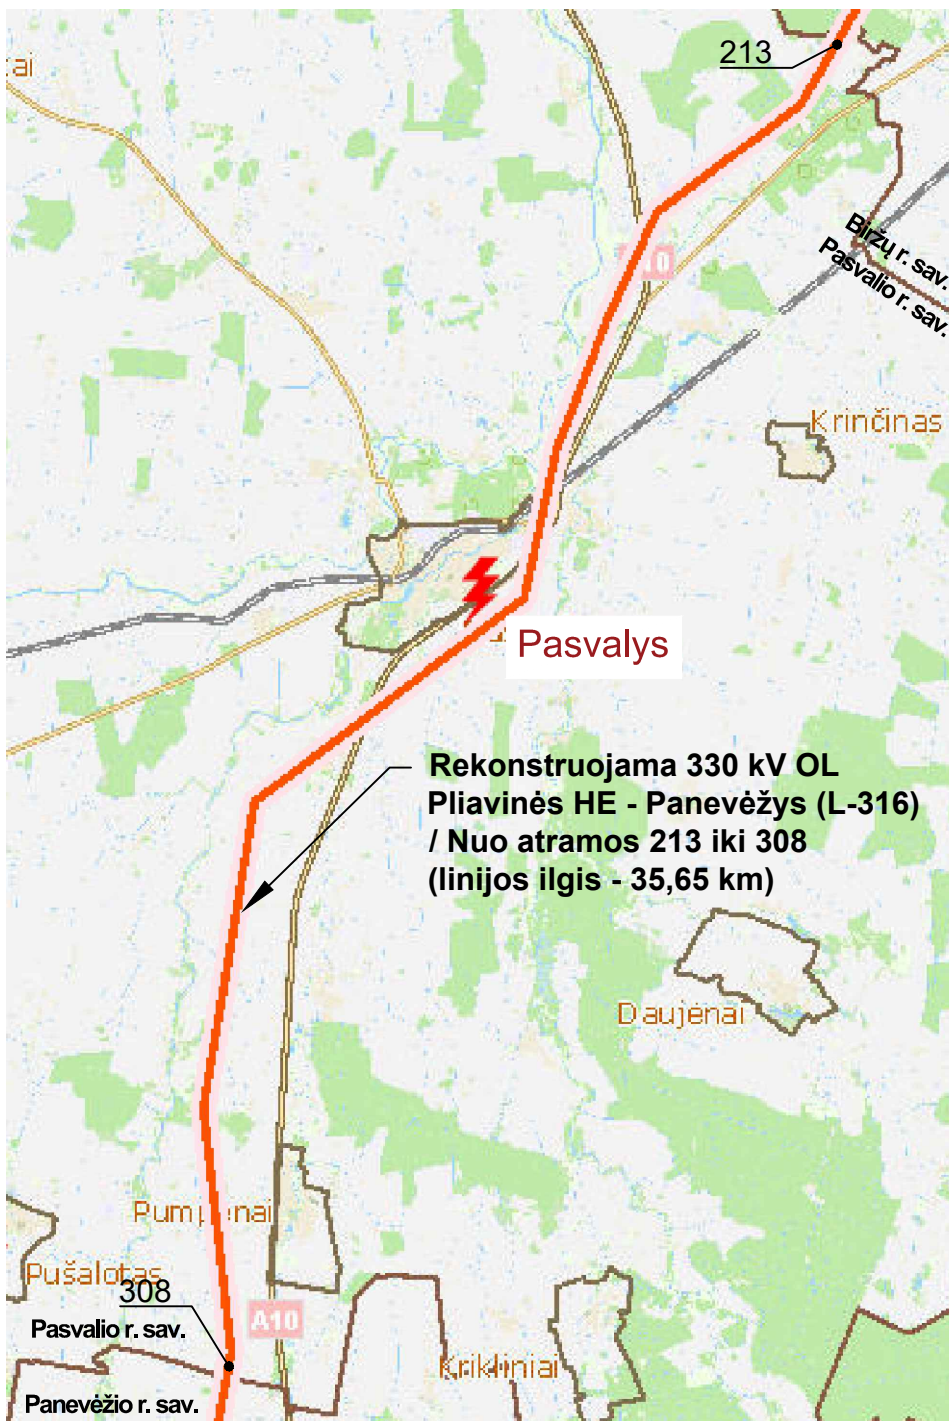 213
Biržų r. sav.
Pasvalio r. sav.
Krinčinas
Pasvalys
Rekonstruojama 330 kV OL
Pliavinės HE - Panevėžys (L-316)
/ Nuo atramos 213 iki 308
(linijos ilgis - 35,65 km)
Daujėnai
Pušalotas
308
A10
Pasvalio r. sav.
Krikliniai
Panevėžio r. sav.